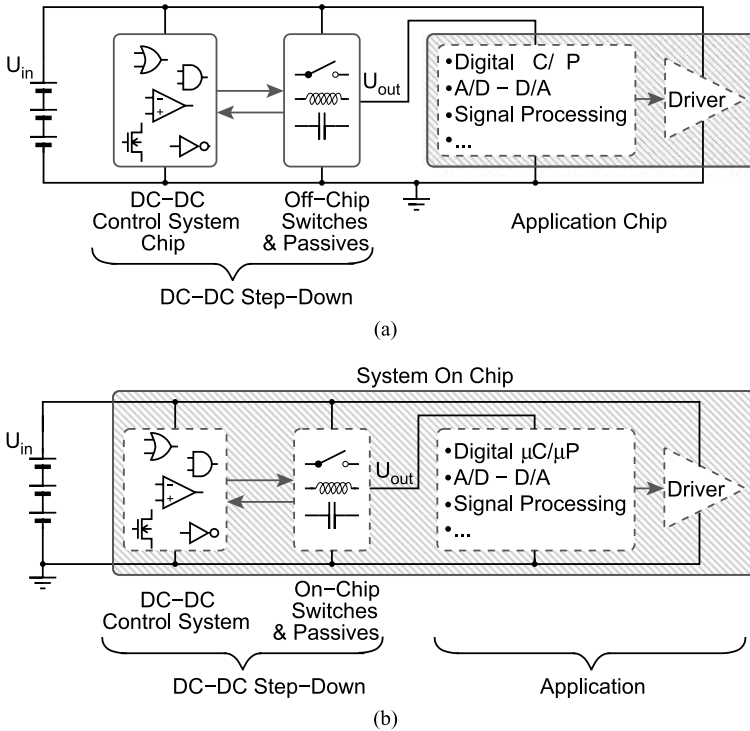 U_in
U_out
•Digital C/ P
•A/D – D/A
•Signal Processing
•...
Driver
DC–DC
Control System
Chip
Off–Chip
Switches
& Passives
Application Chip
DC–DC Step–Down
(a)
System On Chip
U_in
U_out
•Digital μC/μP
•A/D – D/A
•Signal Processing
•...
Driver
DC–DC
Control System
On–Chip
Switches
& Passives
DC–DC Step–Down
Application
(b)